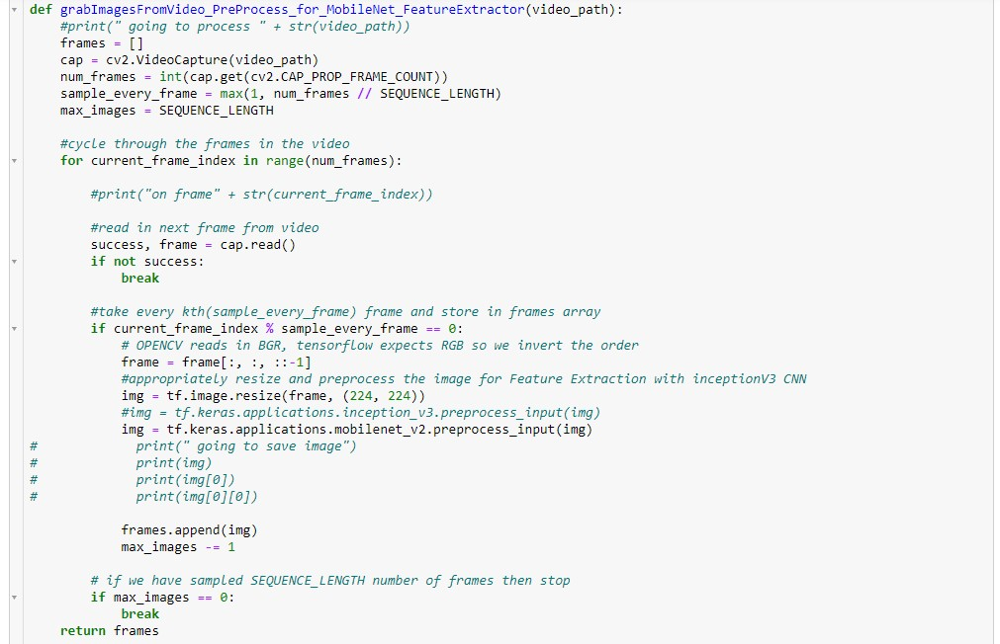 def grabImagesFromVideo_PreProcess_for_MobileNet_FeatureExtractor(video_path):
    #print(" going to process " + str(video_path))
    frames = []
    cap = cv2.VideoCapture(video_path)
    num_frames = int(cap.get(cv2.CAP_PROP_FRAME_COUNT))
    sample_every_frame = max(1, num_frames // SEQUENCE_LENGTH)
    max_images = SEQUENCE_LENGTH

    #cycle through the frames in the video
    for current_frame_index in range(num_frames):

        #print("on frame" + str(current_frame_index))

        #read in next frame from video
        success, frame = cap.read()
        if not success:
            break

        #take every kth(sample_every_frame) frame and store in frames array
        if current_frame_index % sample_every_frame == 0:
            # OPENCV reads in BGR, tensorflow expects RGB so we invert the order
            frame = frame[:, :, ::-1]
            #appropriately resize and preprocess the image for Feature Extraction with inceptionV3 CNN
            img = tf.image.resize(frame, (224, 224))
            #img = tf.keras.applications.inception_v3.preprocess_input(img)
            img = tf.keras.applications.mobilenet_v2.preprocess_input(img)
#             print(" going to save image")
#             print(img)
#             print(img[0])
#             print(img[0][0])

            frames.append(img)
            max_images -= 1

        # if we have sampled SEQUENCE_LENGTH number of frames then stop
        if max_images == 0:
            break
    return frames